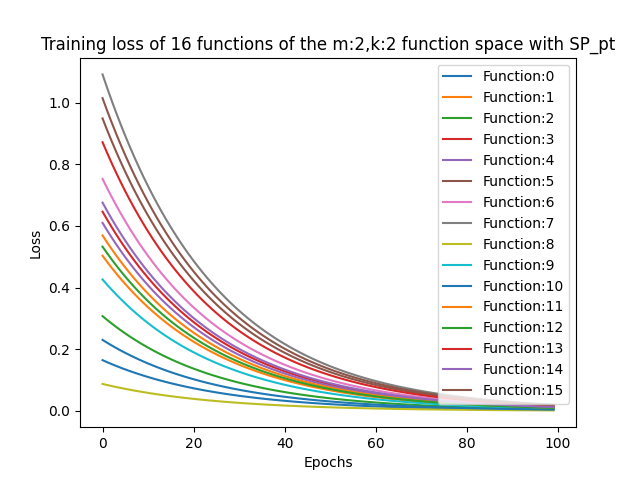 Training loss of 16 functions of the m:2,k:2 function space with SP_pt
Loss
1.0
0.8
0.6
0.4
0.2
0.0
Function:0
Function:1
Function:2
Function:3
Function:4
Function:5
Function:6
Function:7
Function:8
Function:9
Function:10
Function:11
Function:12
Function:13
Function:14
Function:15
0
20
40
60
80
100
Epochs